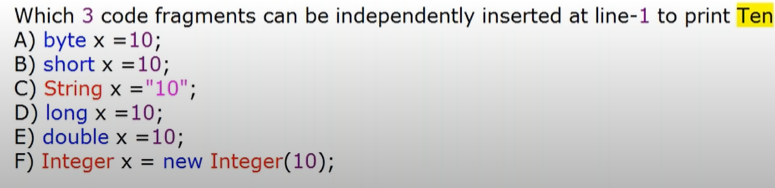 Which 3 code fragments can be independently inserted at line-1 to print Ten
A) byte x =10;
B) short x =10;
C) String x ="10";
D) long x =10;
E) double x =10;
F) Integer x = new Integer(10);